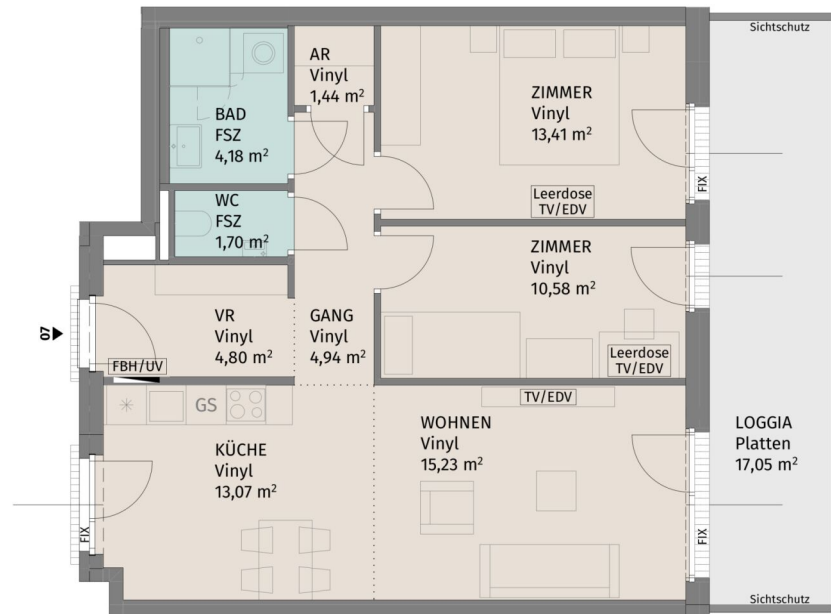 Sichtschutz
AR
Vinyl
1,44 m²
ZIMMER
Vinyl
13,41 m²
BAD
FSZ
4,18 m²
FIX
Leerdose
TV/EDV
WC
FSZ
1,70 m²
ZIMMER
Vinyl
10,58 m²
07
VR
Vinyl
4,80 m²
GANG
Vinyl
4,94 m²
FBH/UV
Leerdose
TV/EDV
GS
TV/EDV
WOHNEN
Vinyl
15,23 m²
LOGGIA
Platten
17,05 m²
KÜCHE
Vinyl
13,07 m²
FIX
FIX
Sichtschutz